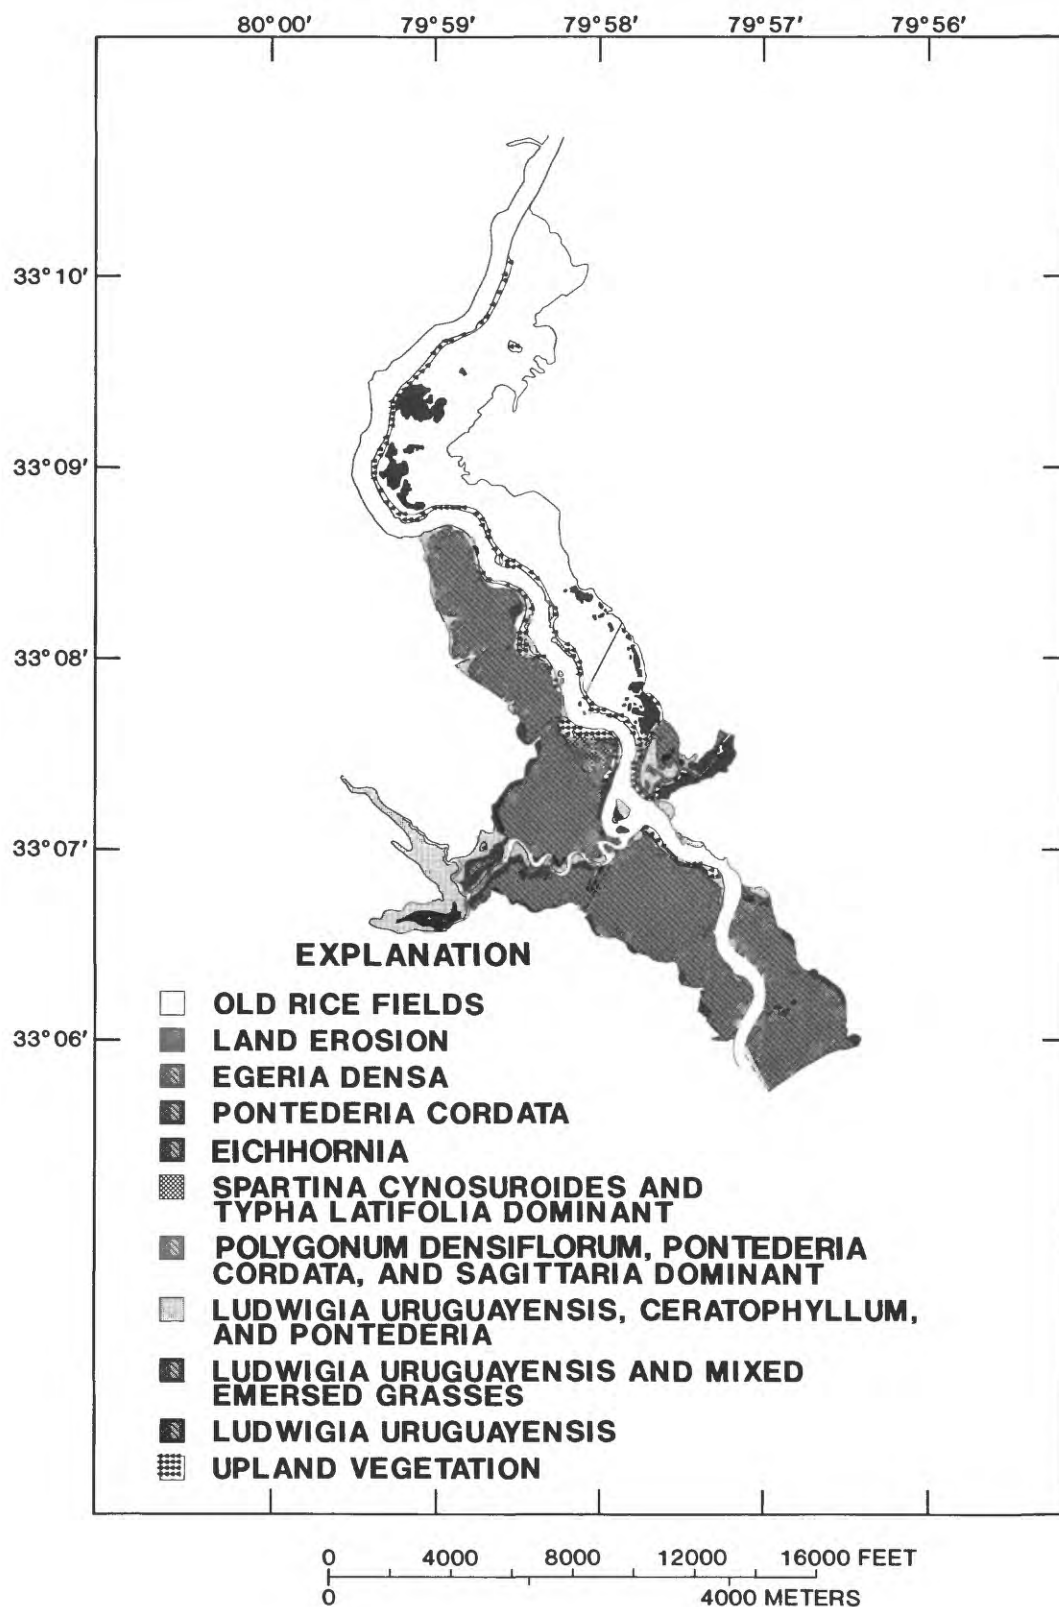 80°00' 79°59' 79°58' 79°57' 79°56'
33°10'
33°09'
33°08'
33°07'
33°06'
EXPLANATION
OLD RICE FIELDS
LAND EROSION
EGERIA DENSA
PONTEDERIA CORDATA
EICHHORNIA
SPARTINA CYNOSUROIDES AND
TYPHA LATIFOLIA DOMINANT
POLYGONUM DENSIFLORUM, PONTEDERIA
CORDATA, AND SAGITTARIA DOMINANT
LUDWIGIA URUGUAYENSIS, CERATOPHYLLUM,
AND PONTEDERIA
LUDWIGIA URUGUAYENSIS AND MIXED
EMERSED GRASSES
LUDWIGIA URUGUAYENSIS
UPLAND VEGETATION
0 4000 8000 12000 16000 FEET
0 4000 METERS